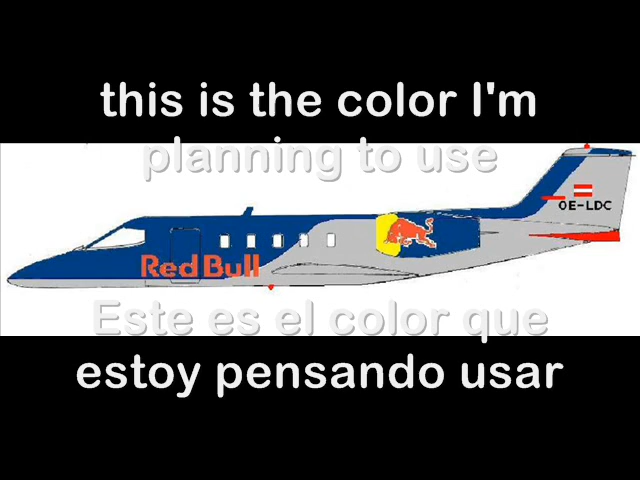 this is the color I'm
planning to use
OE-LDC
Red Bull
Este es el color que
estoy pensando usar